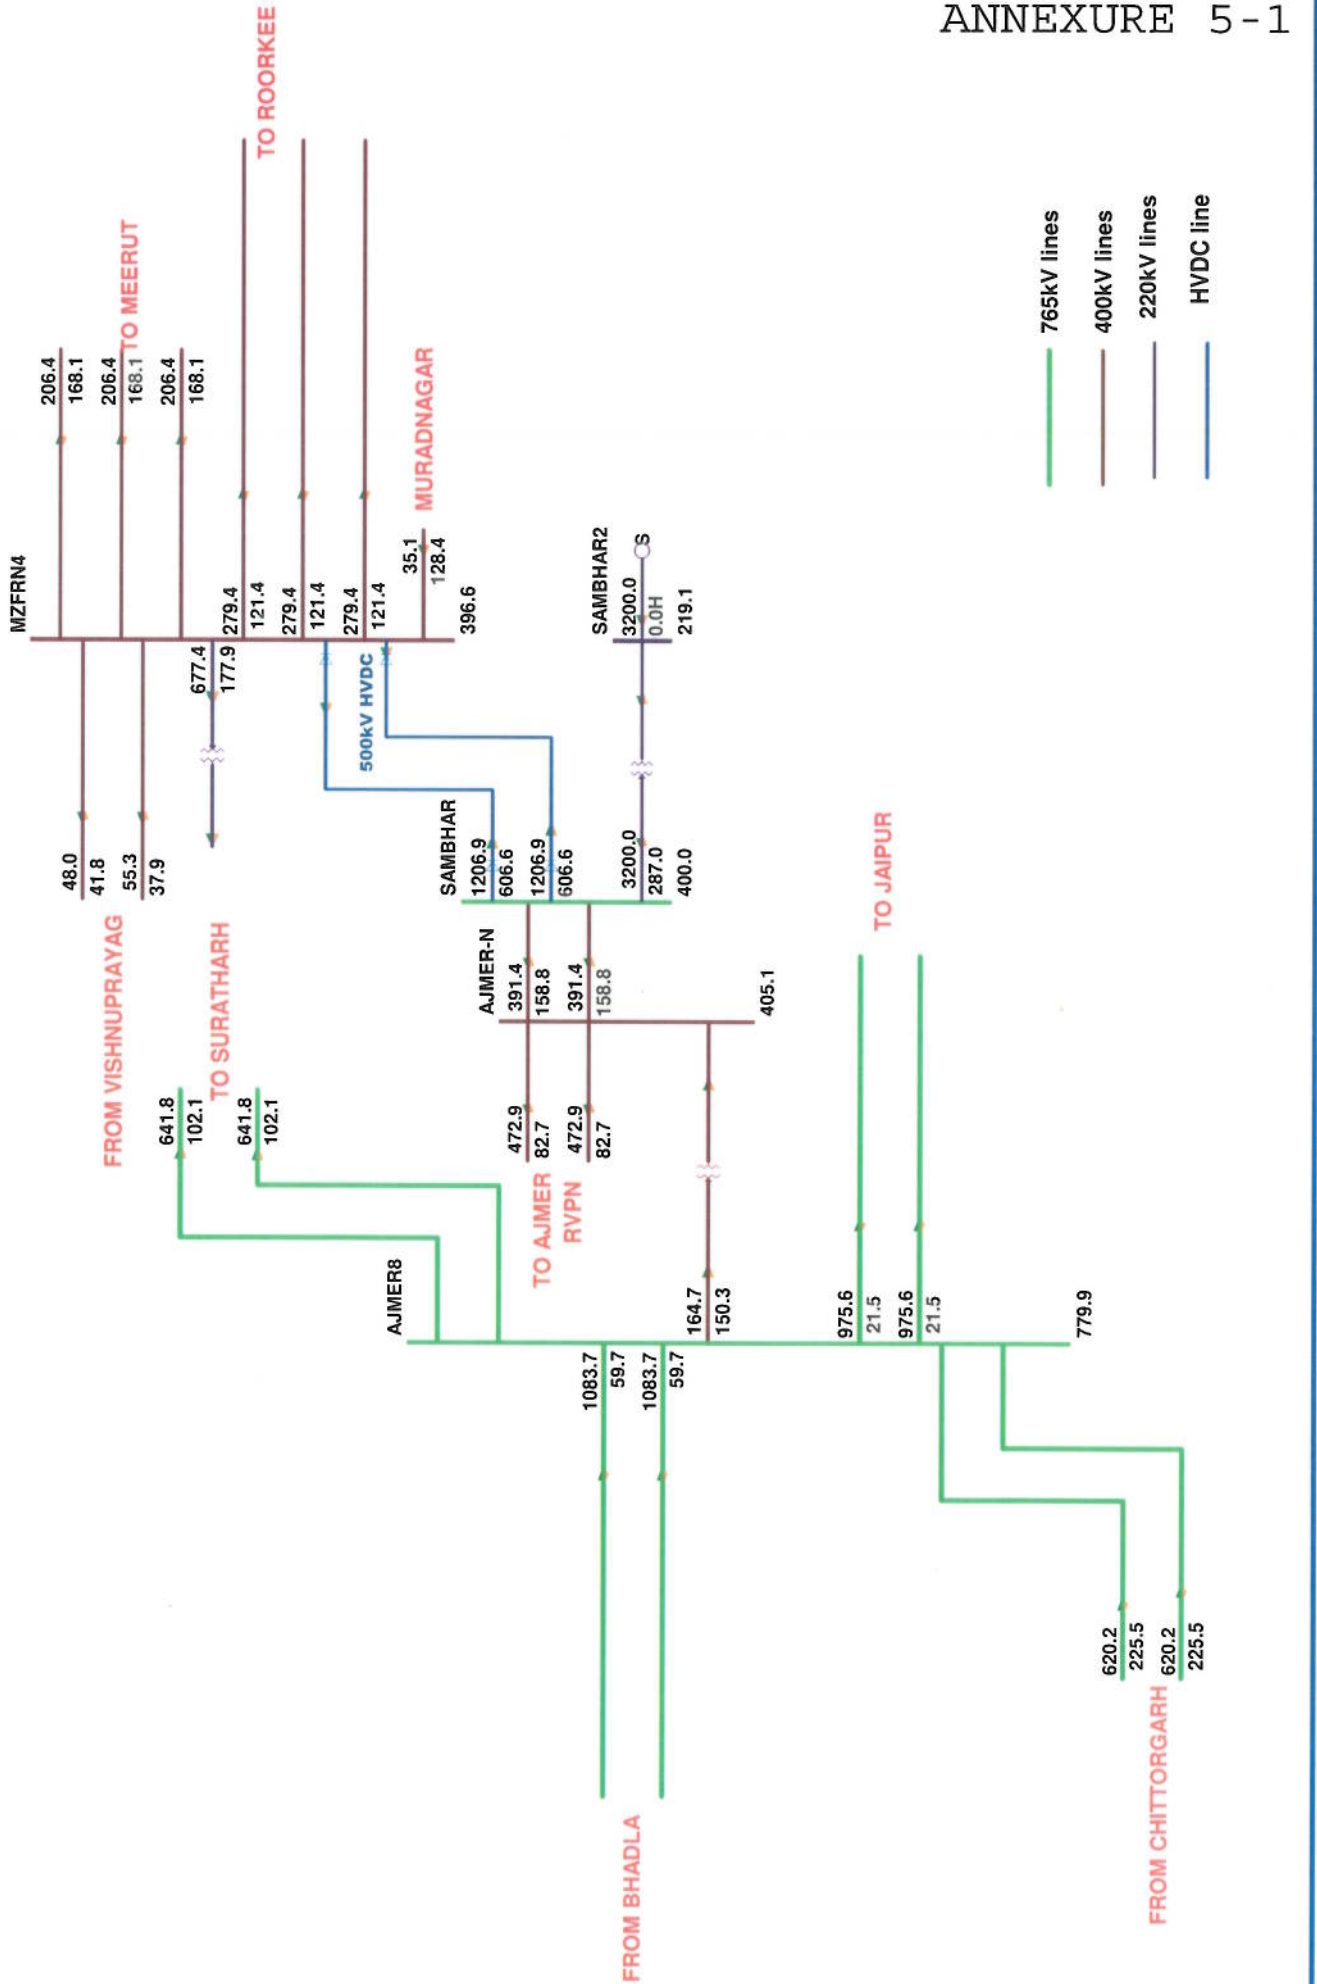 ANNEXURE 5-1
TO ROORKEE
TO MEERUT
206.4
168.1
206.4
168.1
206.4
168.1
MURADNAGAR
MZFRN4
279.4
121.4
279.4
121.4
279.4
121.4
35.1
128.4
396.6
677.4
177.9
48.0
41.8
55.3
37.9
FROM VISHNUPRAYAG
TO SURATHARH
500kV HVDC
SAMBHAR2
3200.0
0.0H
219.1
S
SAMBHAR
1206.9
606.6
1206.9
606.6
3200.0
287.0
400.0
AJMER-N
391.4
158.8
391.4
158.8
405.1
472.9
82.7
472.9
82.7
TO AJMER
RVPN
641.8
102.1
641.8
102.1
TO JAIPUR
AJMER8
164.7
150.3
975.6
21.5
975.6
21.5
779.9
1083.7
59.7
1083.7
59.7
FROM BHADLA
620.2
225.5
620.2
225.5
FROM CHITTORGARH
765kV lines
400kV lines
220kV lines
HVDC line